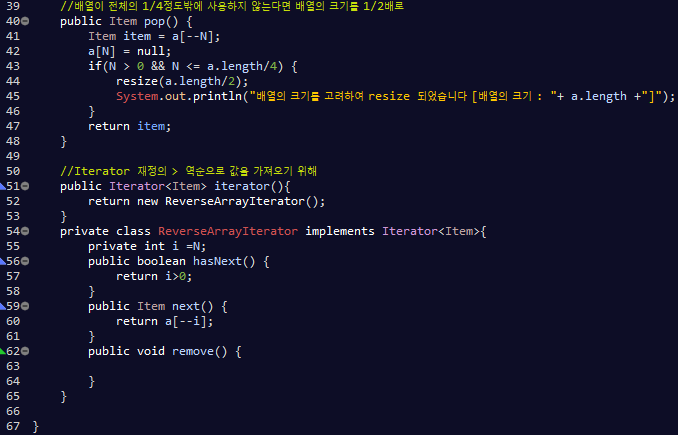 39 //배열이 전체의 1/4정도밖에 사용하지 않는다면 배열의 크기를 1/2배로
40 public Item pop() {
41 Item item = a[--N];
42 a[N] = null;
43 if(N > 0 && N <= a.length/4) {
44 resize(a.length/2);
45 System.out.println("배열의 크기를 고려하여 resize 되었습니다 [배열의 크기 : "+ a.length +"]");
46 }
47 return item;
48 }
49
50 //Iterator 재정의 > 역순으로 값을 가져오기 위해
51 public Iterator<Item> iterator(){
52 return new ReverseArrayIterator();
53 }
54 private class ReverseArrayIterator implements Iterator<Item>{
55 private int i =N;
56 public boolean hasNext() {
57 return i>0;
58 }
59 public Item next() {
60 return a[--i];
61 }
62 public void remove() {
63
64 }
65 }
66
67 }